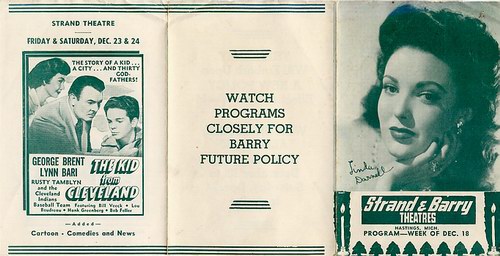 STRAND THEATRE
FRIDAY & SATURDAY, DEC. 23 & 24
THE STORY OF A KID...
A CITY... AND THIRTY
GOD-
FATHERS!
GEORGE BRENT
LYNN BARI
RUSTY TAMBLYN
and the
Cleveland
Indians
Baseball Team
THE KID
from
CLEVELAND
Featuring Bill Veeck • Lou
Boudreau • Hank Greenberg • Bob Feller
—Added—
Cartoon - Comedies and News
WATCH
PROGRAMS
CLOSELY FOR
BARRY
FUTURE POLICY
Linda
Darnell
Strand & Barry
THEATRES
HASTINGS, MICH.
PROGRAM—WEEK OF DEC. 18